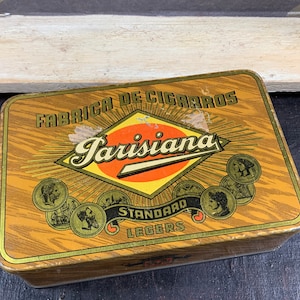 FABRICA DE CIGARROS
Parisiana
STANDARD
LEGERS